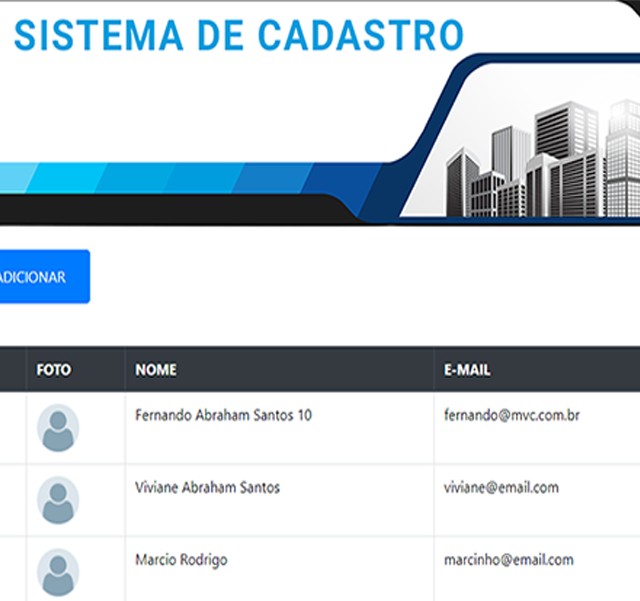 SISTEMA DE CADASTRO
ADICIONAR
FOTO NOME E-MAIL
Fernando Abraham Santos 10 fernando@mvc.com.br
Viviane Abraham Santos viviane@email.com
Marcio Rodrigo marcinho@email.com